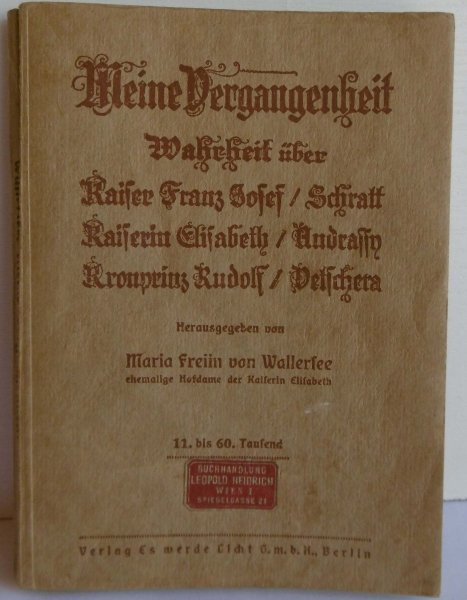 Meine Vergangenheit
Wahrheit über
Kaiser Franz Josef / Schratt
Kaiserin Elisabeth / Andrassy
Kronprinz Rudolf / Vetschera
Herausgegeben von
Maria Freiin von Wallersee
ehemalige Hofdame der Kaiserin Elisabeth
11. bis 60. Tausend
BUCHHANDLUNG
LEOPOLD HEIDRICH
WIEN I
SPIEGELGASSE 21
Verlag Es werde Licht G.m.b.H., Berlin